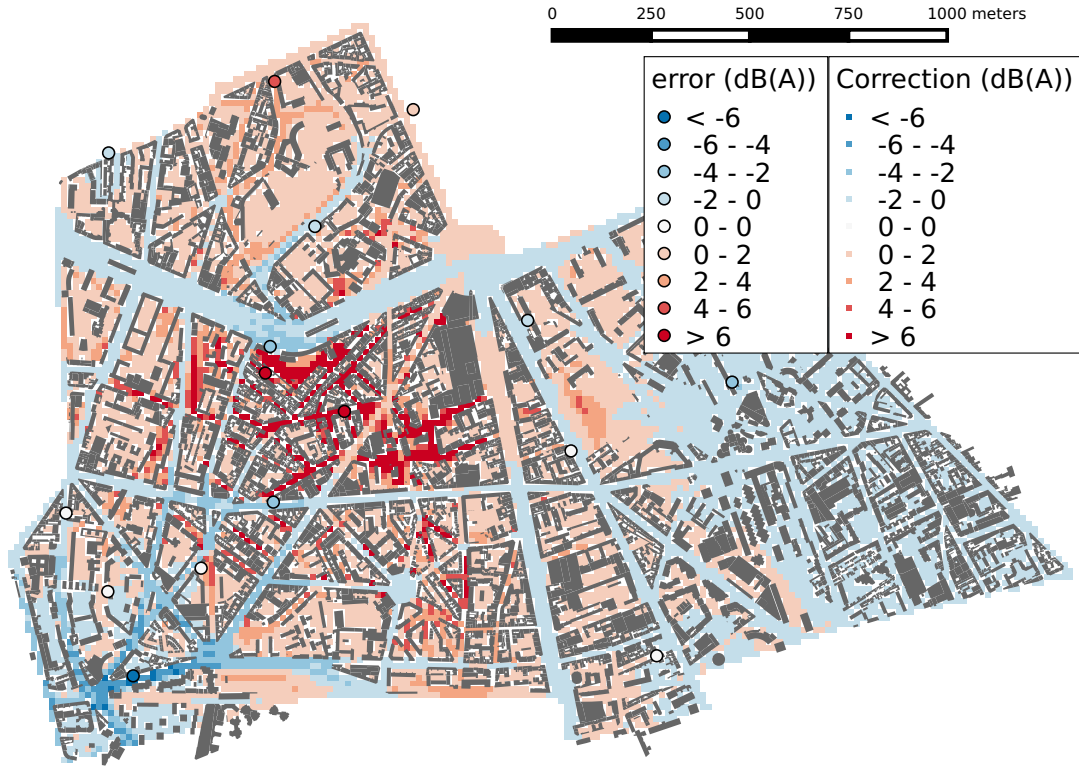 0 250 500 750 1000 meters
error (dB(A)) Correction (dB(A))
< -6 < -6
-6 - -4 -6 - -4
-4 - -2 -4 - -2
-2 - 0 -2 - 0
0 - 0 0 - 0
0 - 2 0 - 2
2 - 4 2 - 4
4 - 6 4 - 6
> 6 > 6